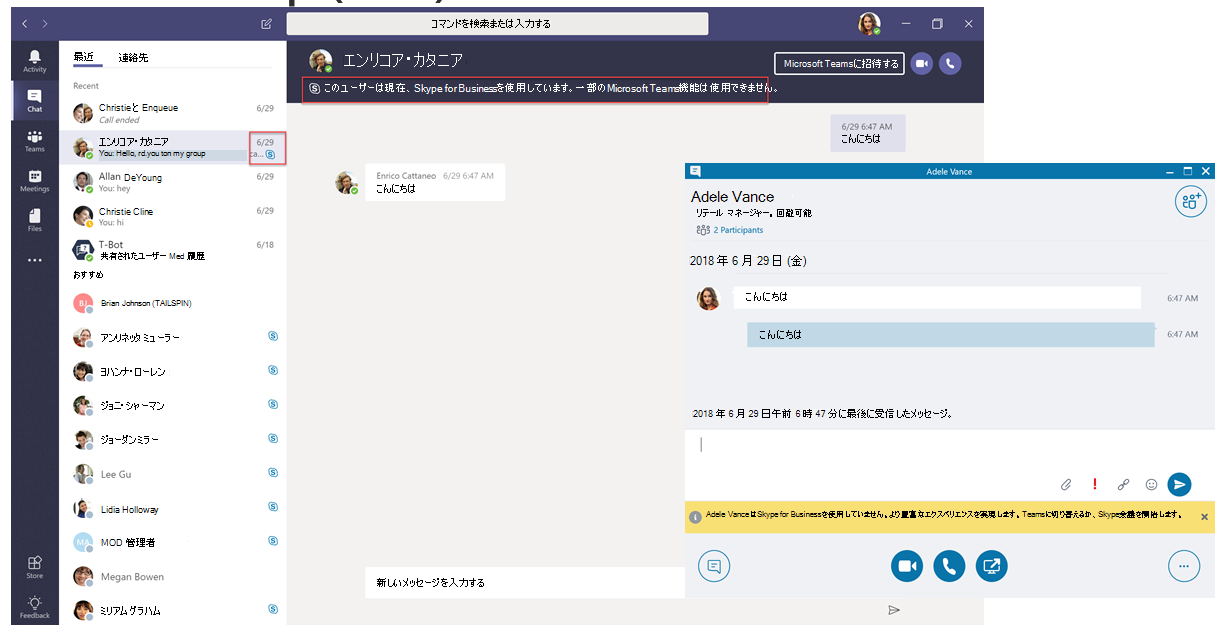 コマンドを検索または入力する
Activity
Chat
Teams
Meetings
Files
Store
Feedback
最近
連絡先
Recent
Christieと Enqueue
6/29
Call ended
エンリコア・カタニア
6/29
You: Hello, rd.you ton my group
ca...
Allan DeYoung
6/29
You: hey
Christie Cline
6/29
You: hi
T-Bot
6/18
共有されたユーザー Med 履歴
おすすめ
BJ
Brian Johnson (TAILSPIN)
アンリネッタ ミューラー
ヨハンナ・ローレン
ジョニ・シャーマン
ジョーダンミラー
Lee Gu
Lidia Holloway
MA
MOD 管理者
Megan Bowen
ミリアム グラハム
エンリコア・カタニア
Microsoft Teamsに招待する
このユーザーは現在、Skype for Businessを使用しています。一部のMicrosoft Teams機能は使用できません。
6/29 6:47 AM
こんにちは
Enrico Cattaneo 6/29 6:47 AM
こんにちは
新しいメッセージを入力する
Adele Vance
Adele Vance
リテール マネージャー。回融可能
2 Participants
2018 年 6 月 29 日 (金)
こんにちは
6:47 AM
こんにちは
6:47 AM
2018 年 6 月 29 日午前 6 時 47 分に最後に受信したメッセージ。
Adele VanceはSkype for Businessを使用していません。より豊富なエクスペリエンスを実現します。Teamsに切り替えるか、Skype会議を開始します。